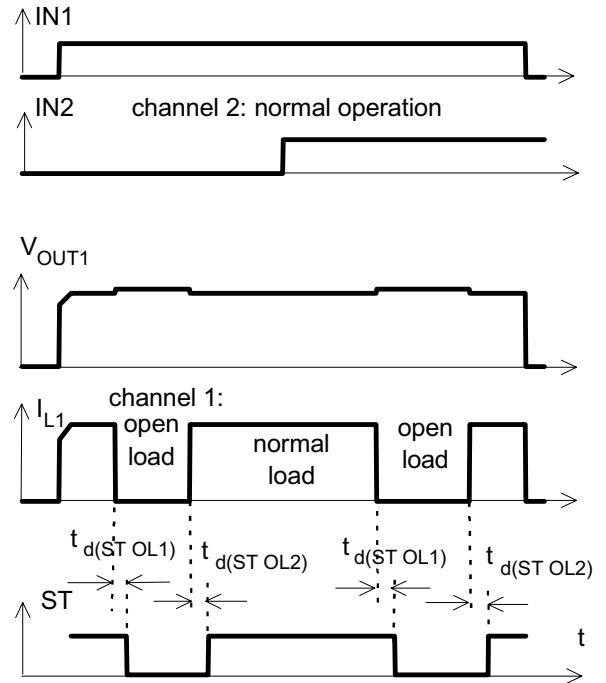 IN1
IN2 channel 2: normal operation
VOUT1
IL1
channel 1:
open
load
normal
load
open
load
td(ST OL1)
td(ST OL2)
td(ST OL1)
td(ST OL2)
ST
t